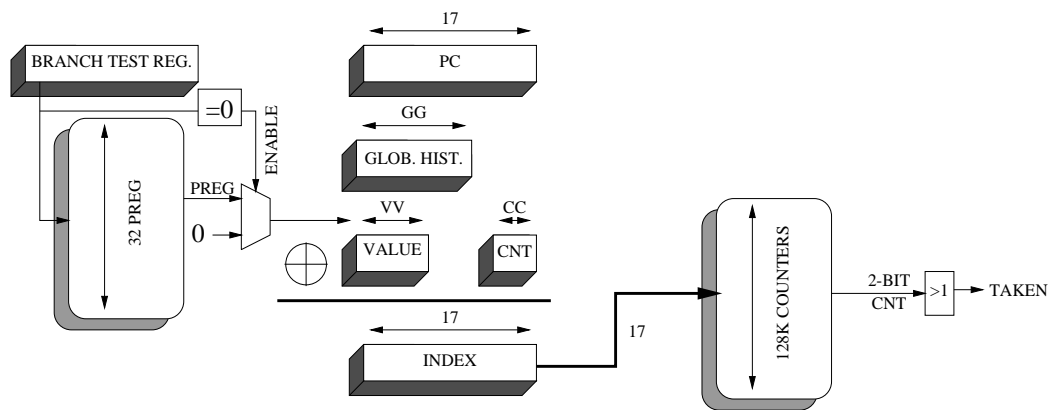 17
BRANCH TEST REG.
PC
=0
GG
ENABLE
GLOB. HIST.
32 PREG
PREG
0
VV
CC
VALUE
CNT
17
INDEX
17
128K COUNTERS
2-BIT
CNT
>1
TAKEN